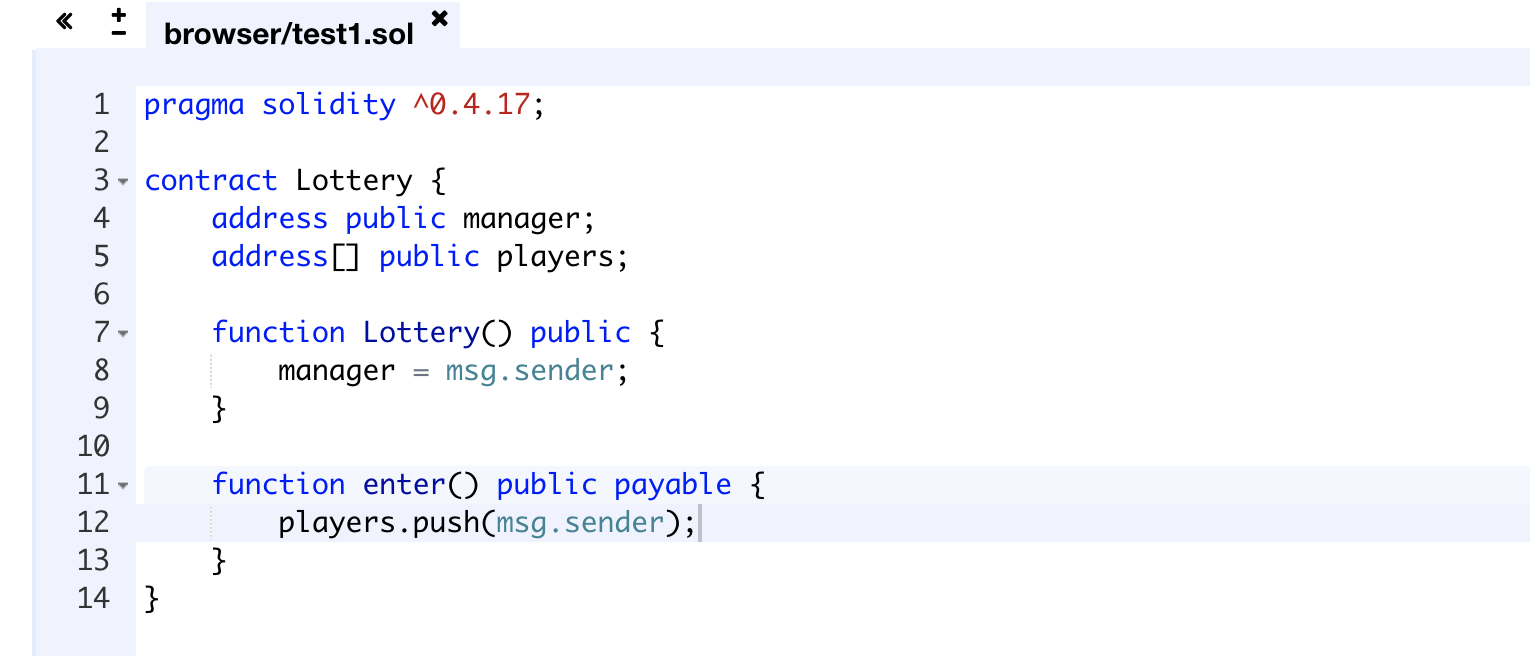 browser/test1.sol
1 pragma solidity ^0.4.17;
2
3 contract Lottery {
4     address public manager;
5     address[] public players;
6
7     function Lottery() public {
8         manager = msg.sender;
9     }
10
11     function enter() public payable {
12         players.push(msg.sender);
13     }
14 }